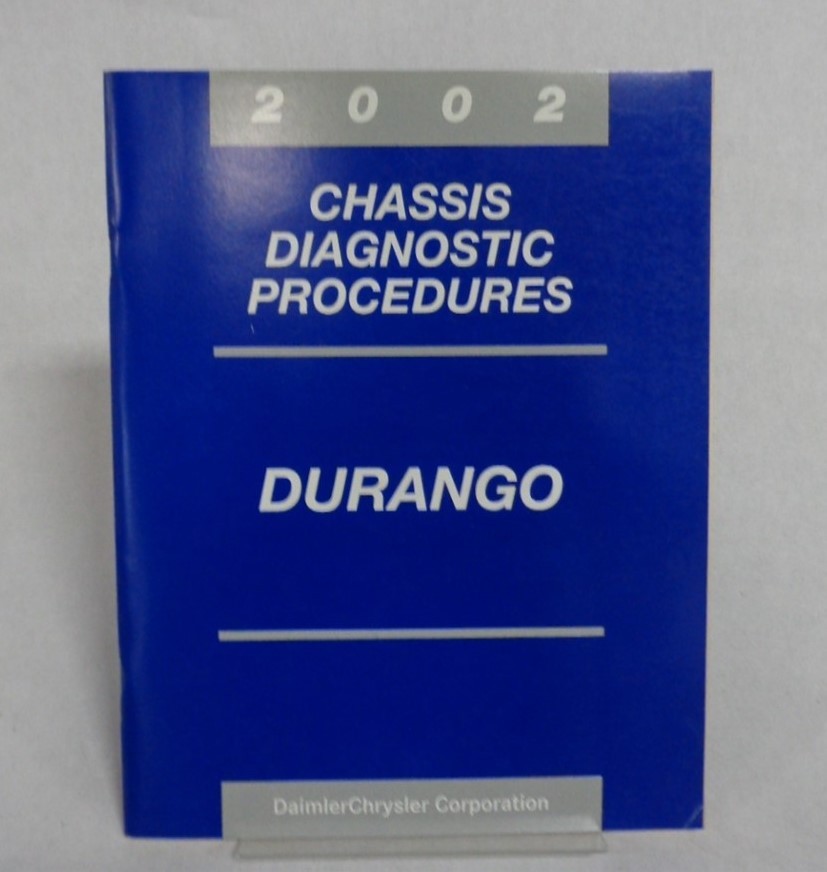 2 0 0 2
CHASSIS
DIAGNOSTIC
PROCEDURES
DURANGO
DaimlerChrysler Corporation